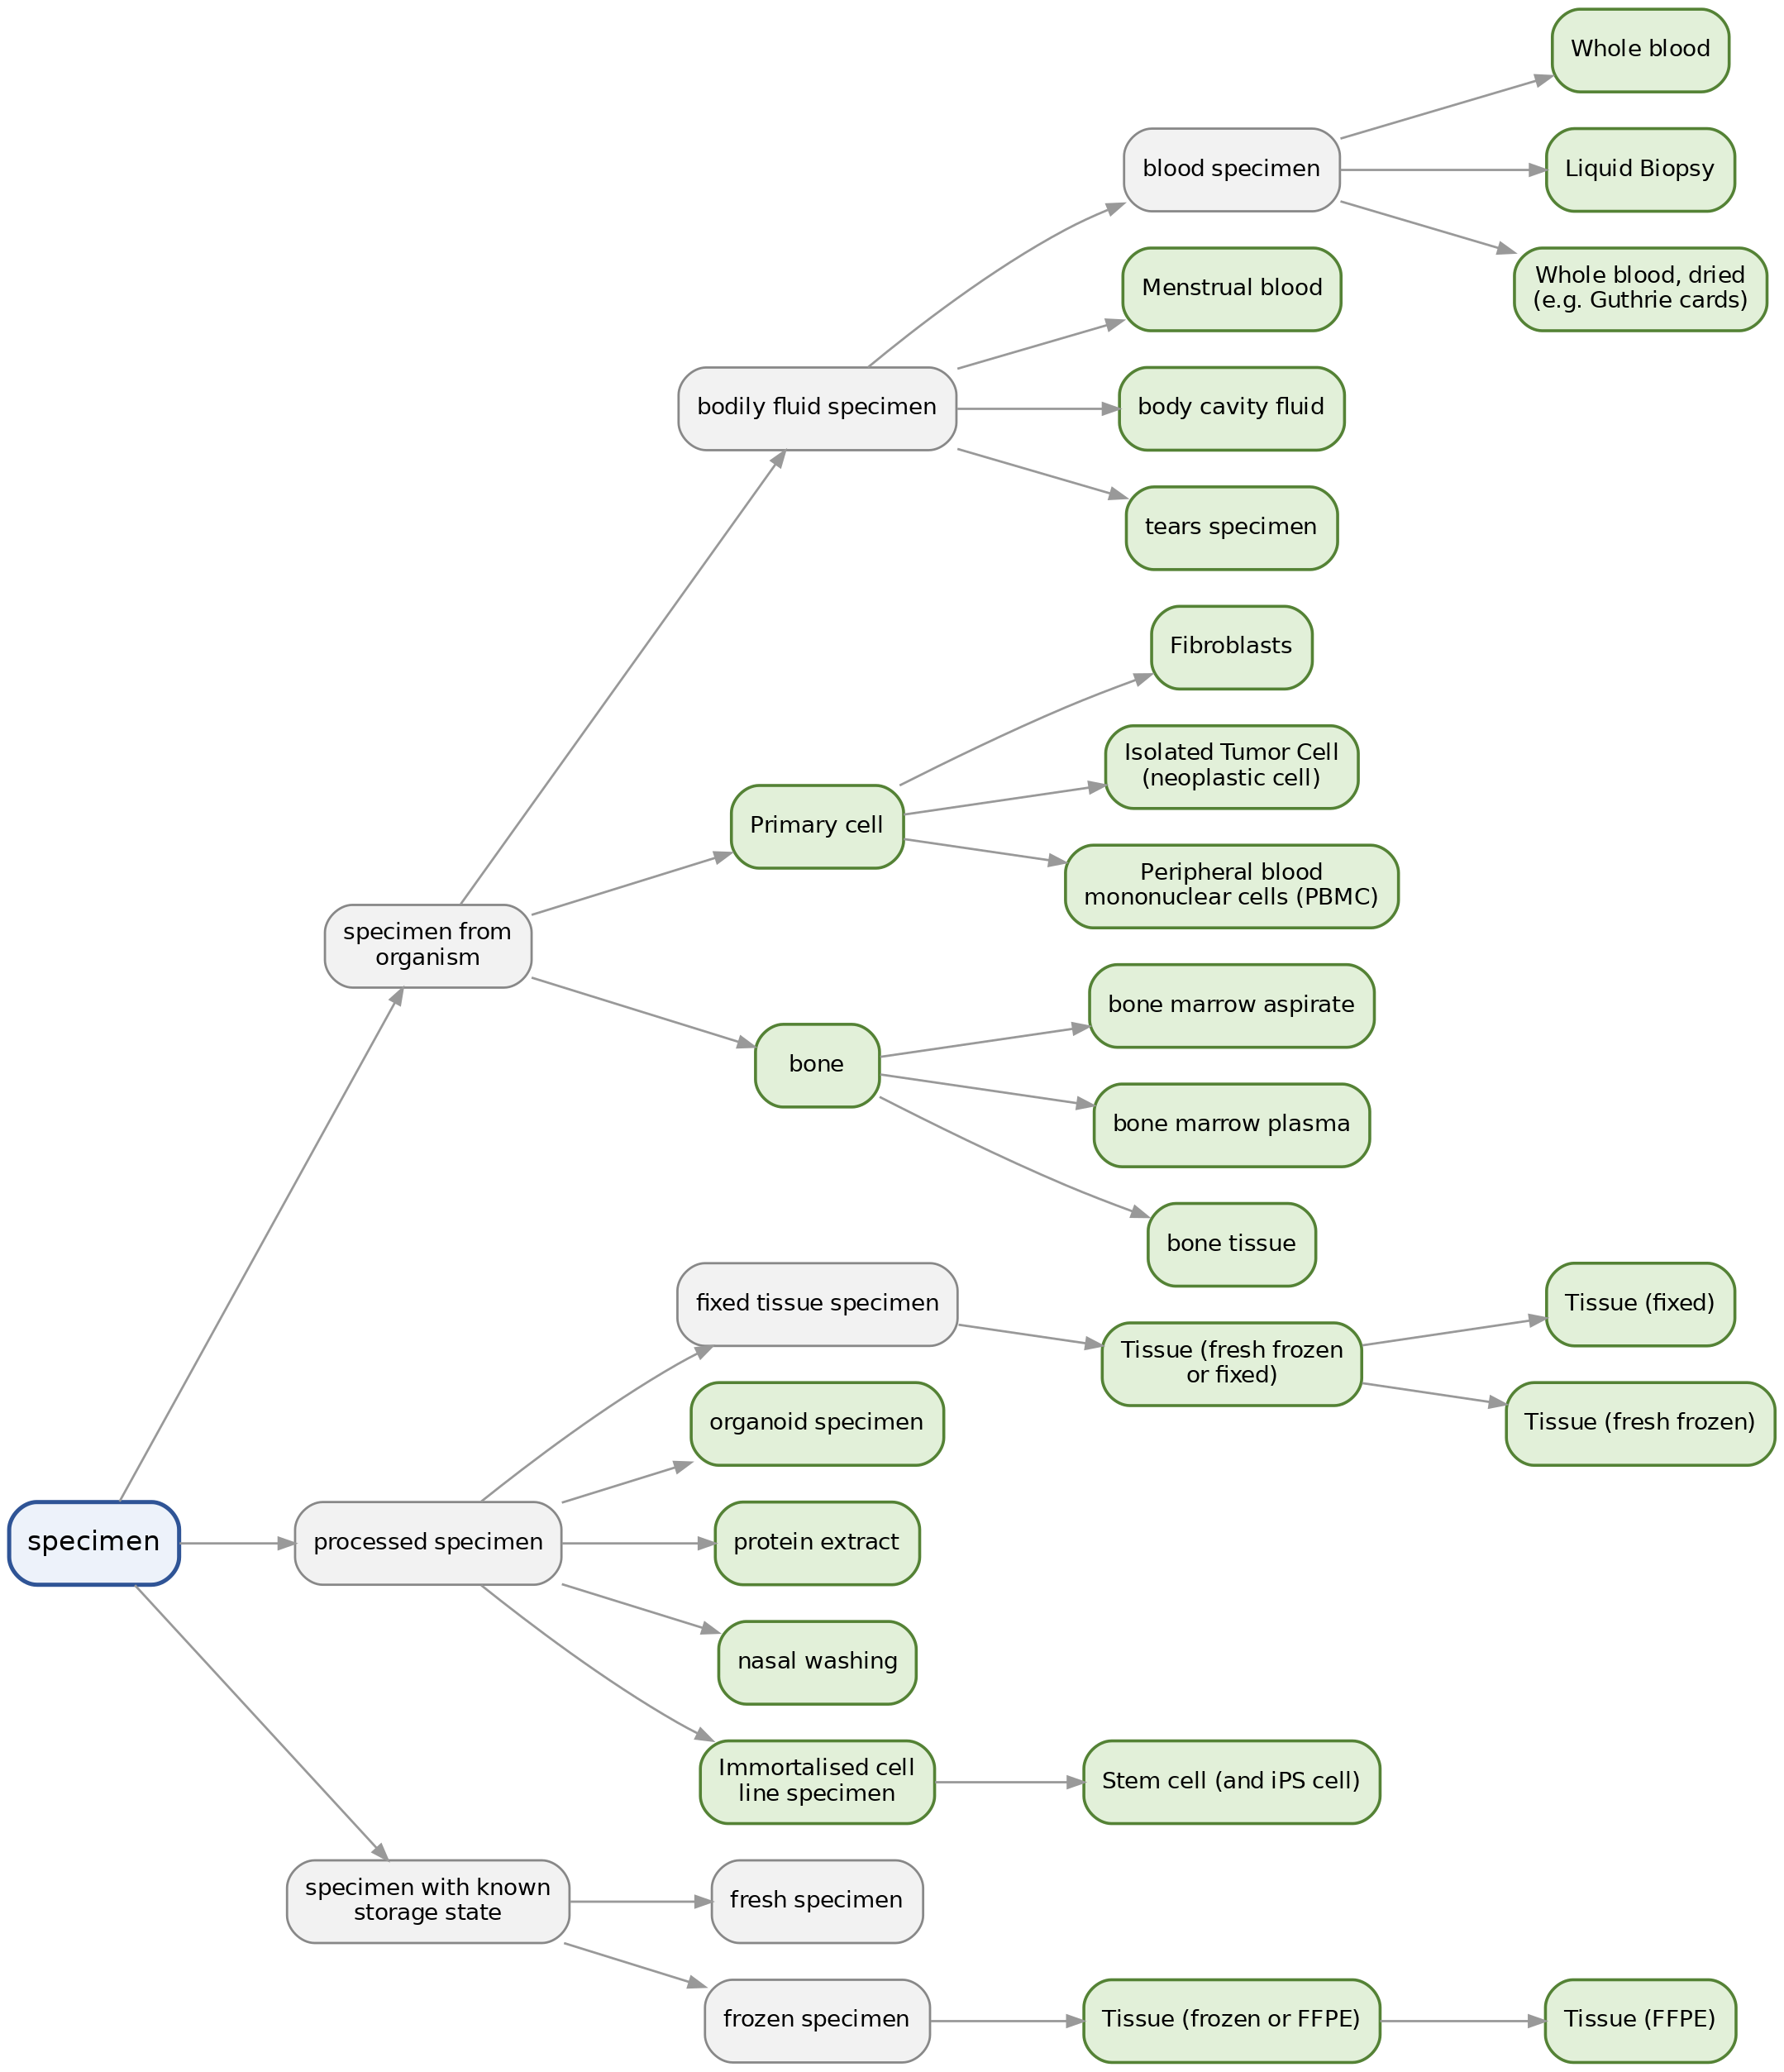 Whole blood
blood specimen
Liquid Biopsy
Whole blood, dried
(e.g. Guthrie cards)
Menstrual blood
bodily fluid specimen
body cavity fluid
tears specimen
Fibroblasts
Isolated Tumor Cell
(neoplastic cell)
Primary cell
Peripheral blood
mononuclear cells (PBMC)
specimen from
organism
bone marrow aspirate
bone
bone marrow plasma
bone tissue
fixed tissue specimen
Tissue (fixed)
Tissue (fresh frozen
or fixed)
organoid specimen
Tissue (fresh frozen)
specimen
processed specimen
protein extract
nasal washing
Immortalised cell
line specimen
Stem cell (and iPS cell)
specimen with known
storage state
fresh specimen
frozen specimen
Tissue (frozen or FFPE)
Tissue (FFPE)